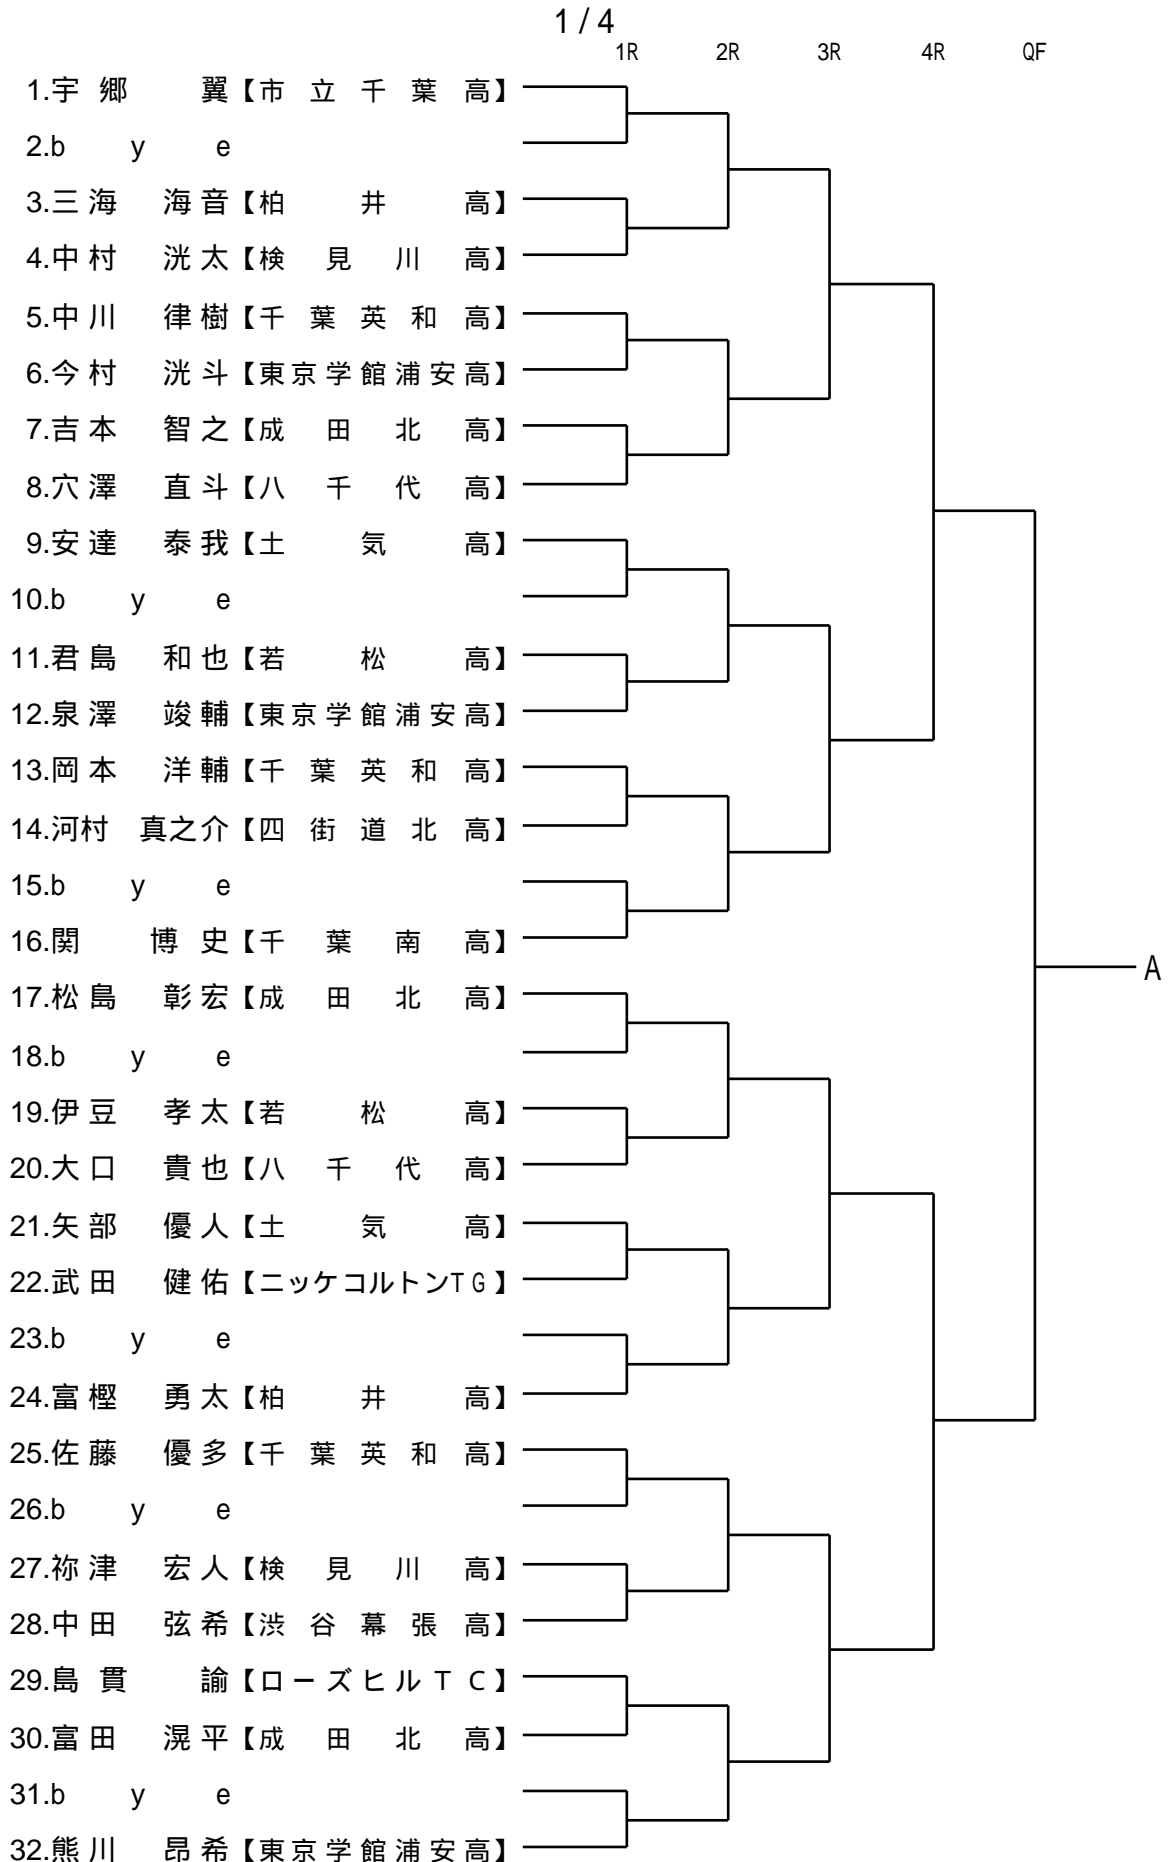 1 / 4
1R 2R 3R 4R QF
1.宇郷 翼【市立千葉高】
2.bye
3.三海 海音【柏井高】
4.中村 洸太【検見川高】
5.中川 律樹【千葉英和高】
6.今村 洸斗【東京学館浦安高】
7.吉本 智之【成田北高】
8.穴澤 直斗【八千代高】
9.安達 泰我【土気高】
10.bye
11.君島 和也【若松高】
12.泉澤 竣輔【東京学館浦安高】
13.岡本 洋輔【千葉英和高】
14.河村 真之介【四街道北高】
15.bye
16.関 博史【千葉南高】
A
17.松島 彰宏【成田北高】
18.bye
19.伊豆 孝太【若松高】
20.大口 貴也【八千代高】
21.矢部 優人【土気高】
22.武田 健佑【ニッケコルトンTG】
23.bye
24.富樫 勇太【柏井高】
25.佐藤 優多【千葉英和高】
26.bye
27.祢津 宏人【検見川高】
28.中田 弦希【渋谷幕張高】
29.島貫 諭【ローズヒルTC】
30.富田 滉平【成田北高】
31.bye
32.熊川 昂希【東京学館浦安高】